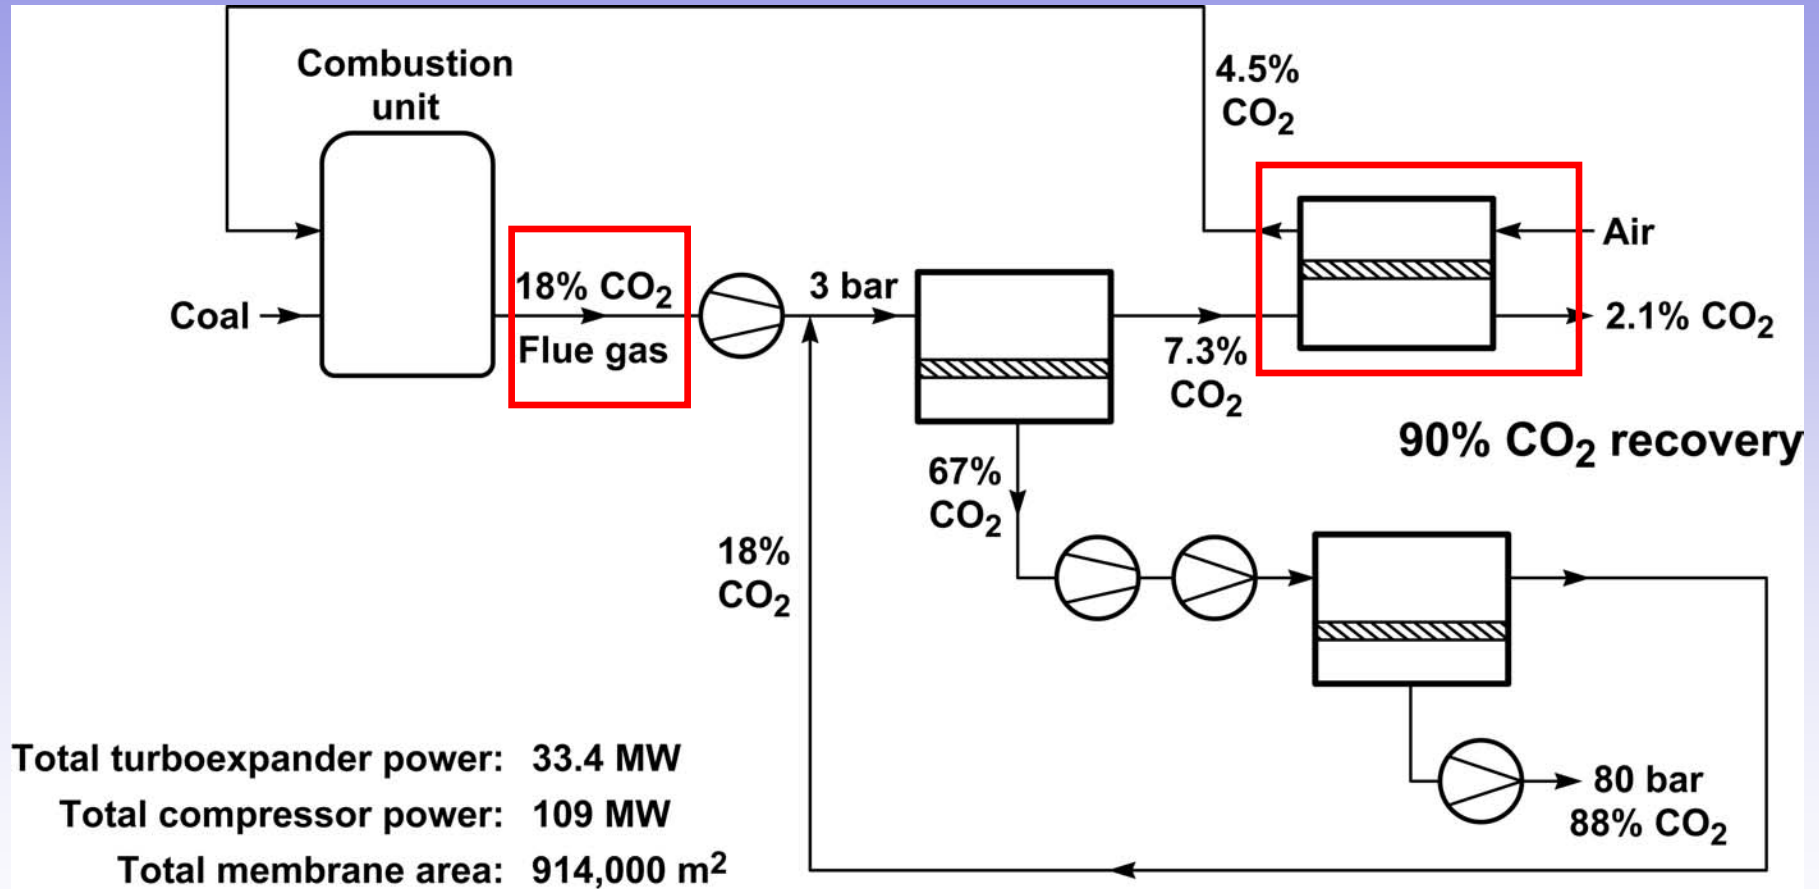 Combustion
unit
4.5%
CO2
Air
Coal
18% CO2
Flue gas
3 bar
7.3%
CO2
2.1% CO2
90% CO2 recovery
67%
CO2
18%
CO2
80 bar
88% CO2
Total turboexpander power: 33.4 MW
Total compressor power: 109 MW
Total membrane area: 914,000 m2